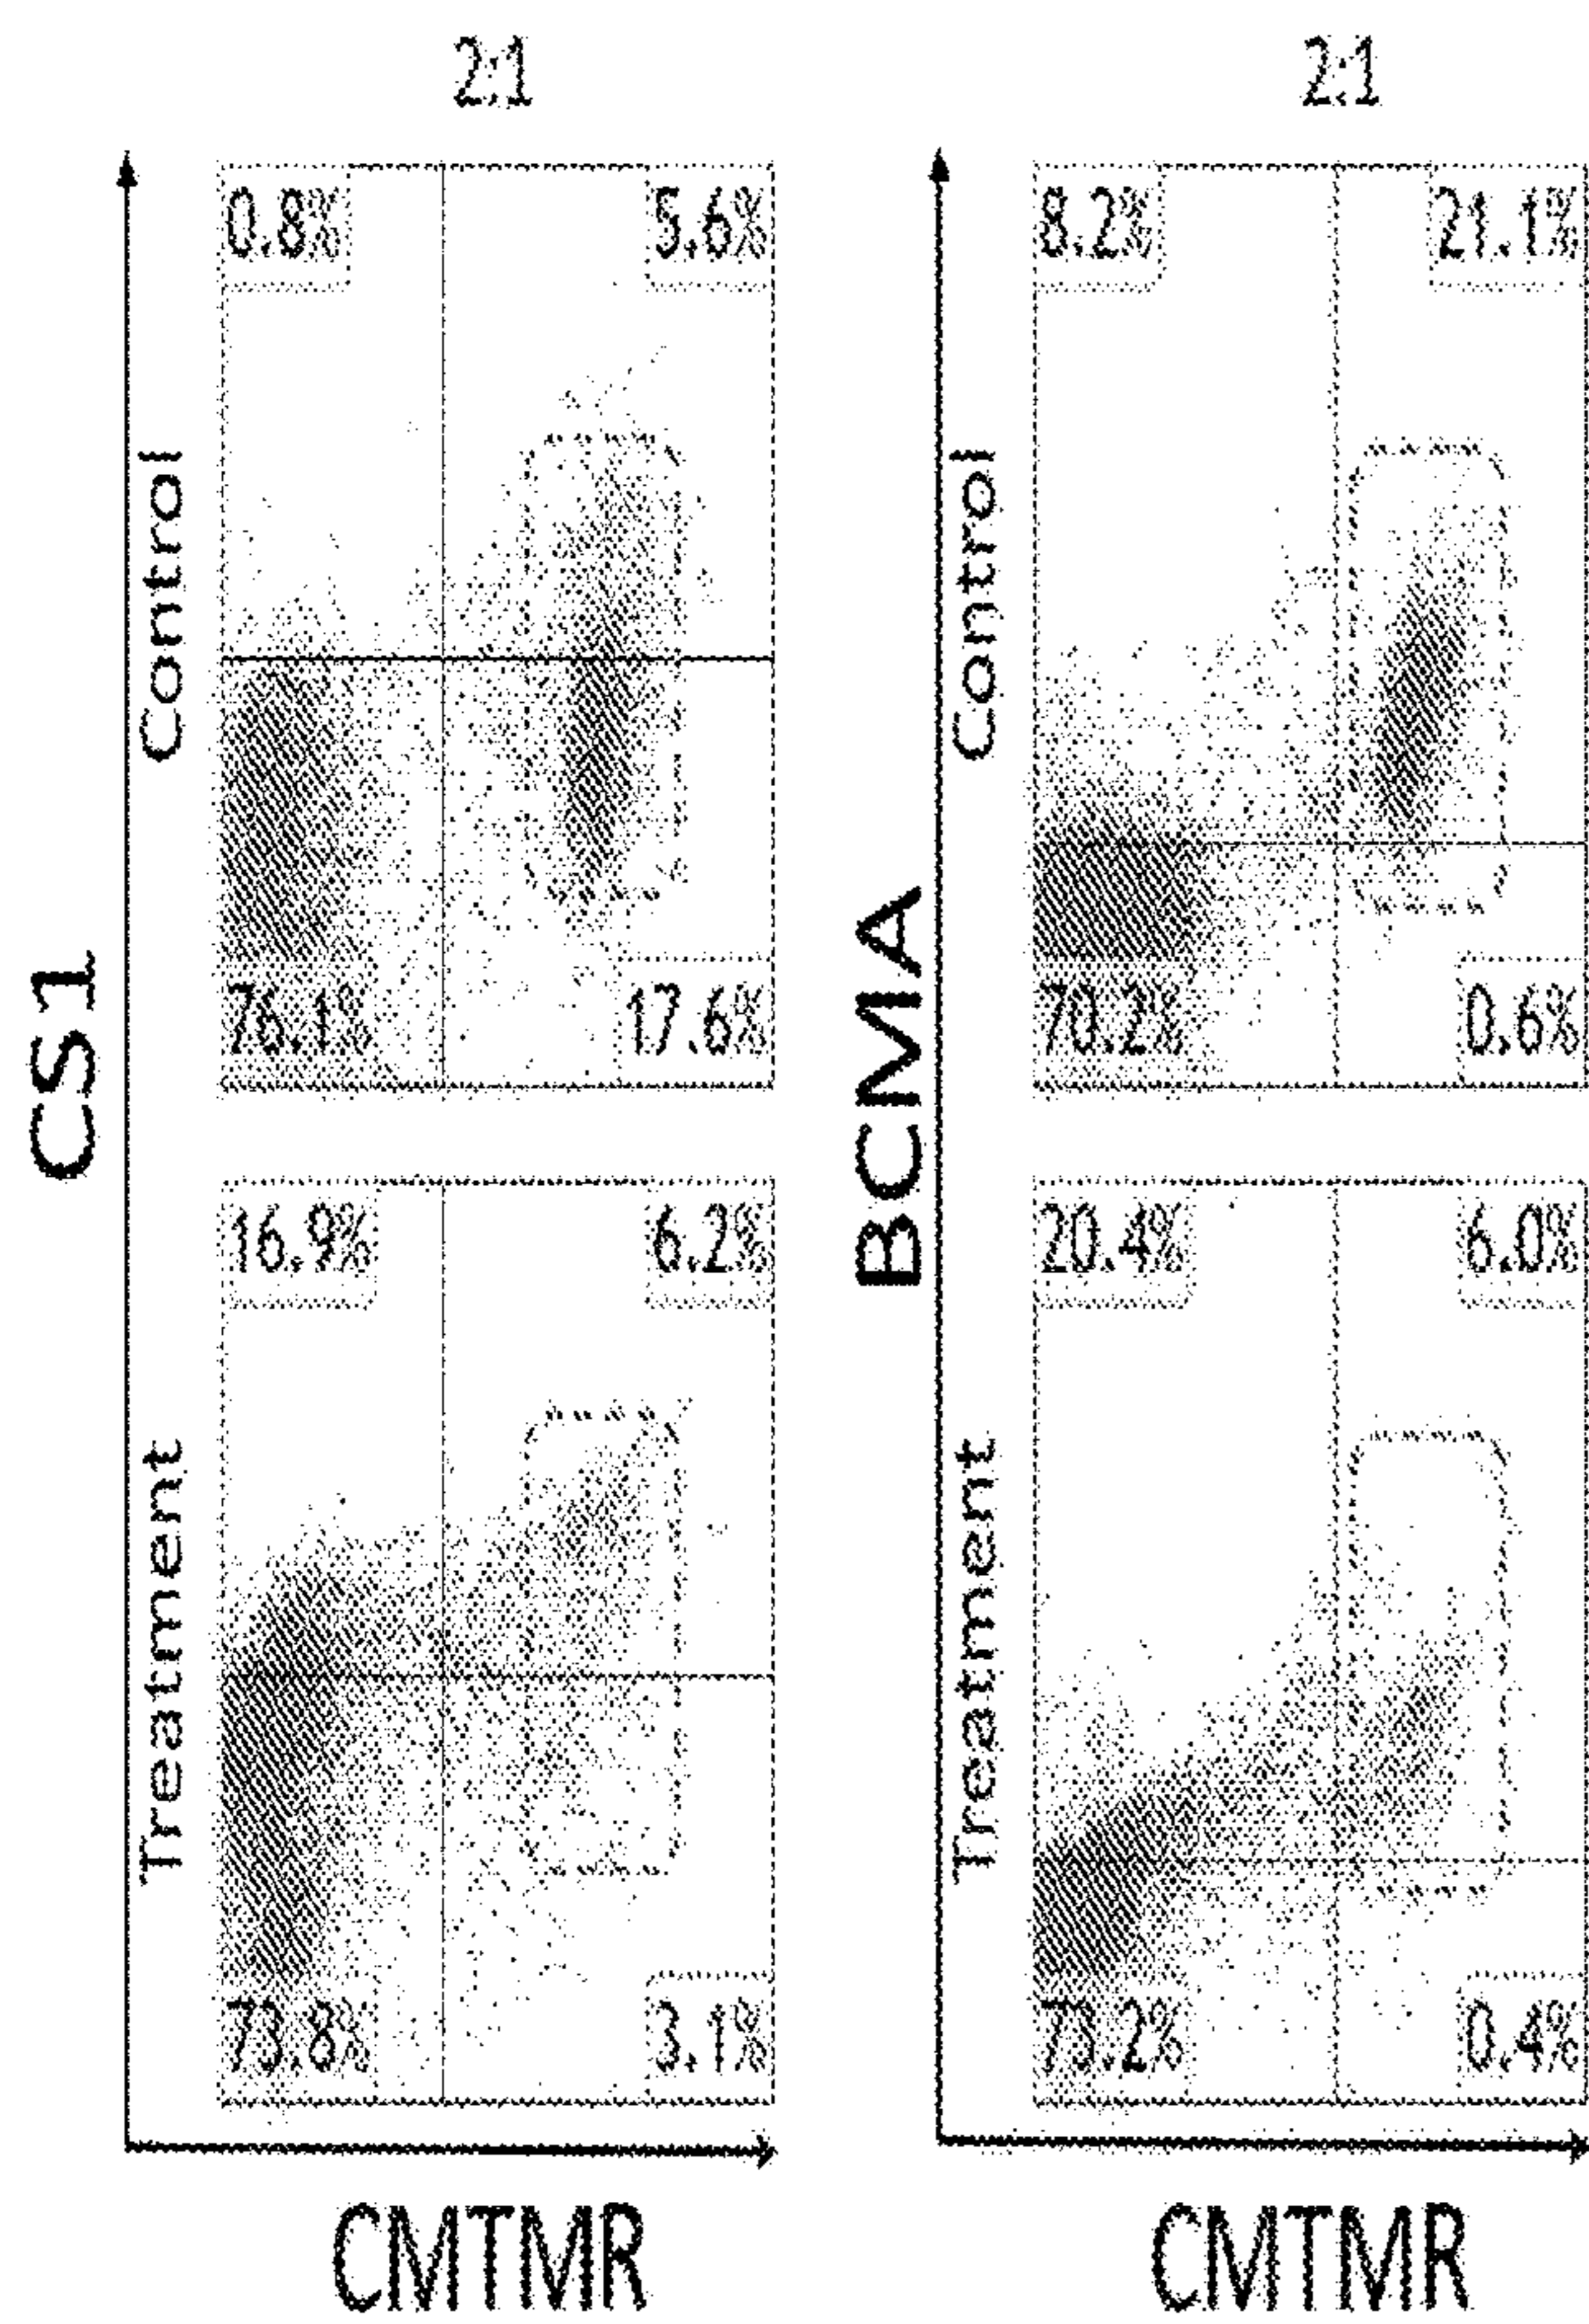 2:1
2:1
CS1
Control
0.8%
5.6%
76.1%
17.6%
Treatment
16.9%
6.2%
73.8%
3.1%
CMTMR
BCMA
Control
8.2%
21.1%
70.2%
0.6%
Treatment
20.4%
6.0%
73.2%
0.4%
CMTMR